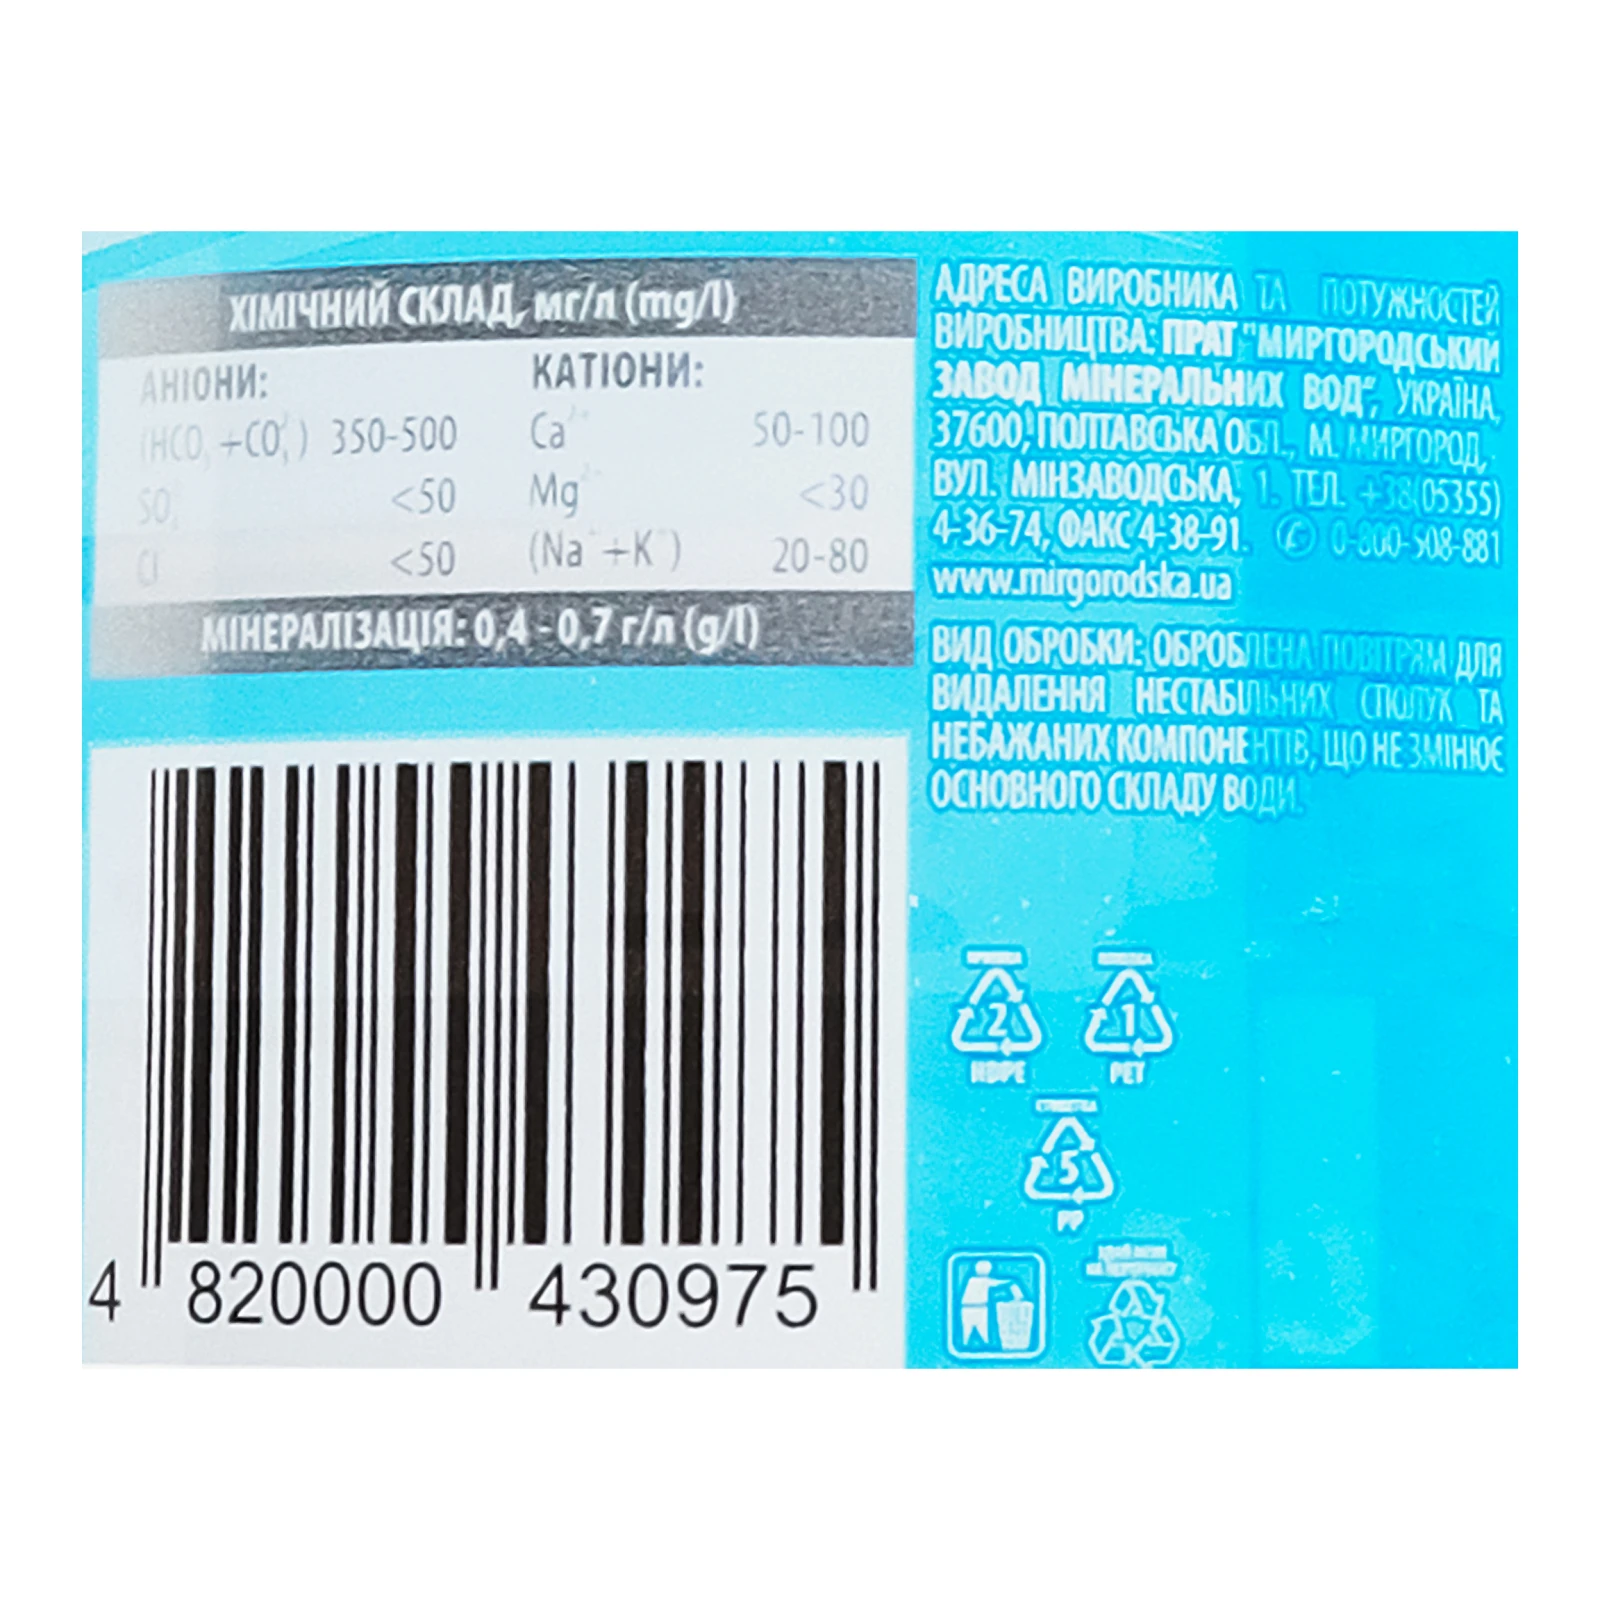 ХІМІЧНИЙ СКЛАД, мг/л (mg/l)
АНІОНИ: КАТІОНИ:
(HCO₃⁻+CO₃²⁻) 350-500 Ca²⁺ 50-100
SO₄ <50 Mg²⁺ <30
Cl <50 (Na⁺+K⁺) 20-80
МІНЕРАЛІЗАЦІЯ: 0,4 - 0,7 г/л (g/l)
4 820000 430975
АДРЕСА ВИРОБНИКА ТА ПОТУЖНОСТЕЙ
ВИРОБНИЦТВА: ПРАТ "МИРГОРОДСЬКИЙ
ЗАВОД МІНЕРАЛЬНИХ ВОД", УКРАЇНА,
37600, ПОЛТАВСЬКА ОБЛ., М. МИРГОРОД,
ВУЛ. МІНЗАВОДСЬКА, 1. ТЕЛ. +38(05355)
4-36-74, ФАКС 4-38-91. ✆ 0-800-508-881
www.mirgorodska.ua
ВИД ОБРОБКИ: ОБРОБЛЕНА ПОВІТРЯМ ДЛЯ
ВИДАЛЕННЯ НЕСТАБІЛЬНИХ СПОЛУК ТА
НЕБАЖАНИХ КОМПОНЕНТІВ, ЩО НЕ ЗМІНЮЄ
ОСНОВНОГО СКЛАДУ ВОДИ.
2 1
HDPE PET
5
PP